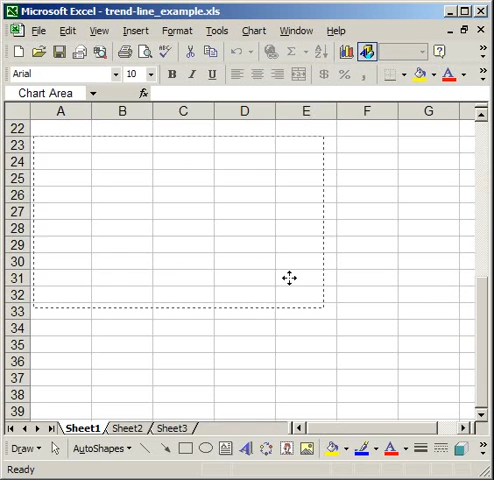 Microsoft Excel - trend-line_example.xls
File Edit View Insert Format Tools Chart Window Help
Arial 10 B I U $ %
Chart Area fx
A B C D E F G
22
23
24
25
26
27
28
29
30
31
32
33
34
35
36
37
38
39
Sheet1 Sheet2 Sheet3
Draw AutoShapes A A
Ready